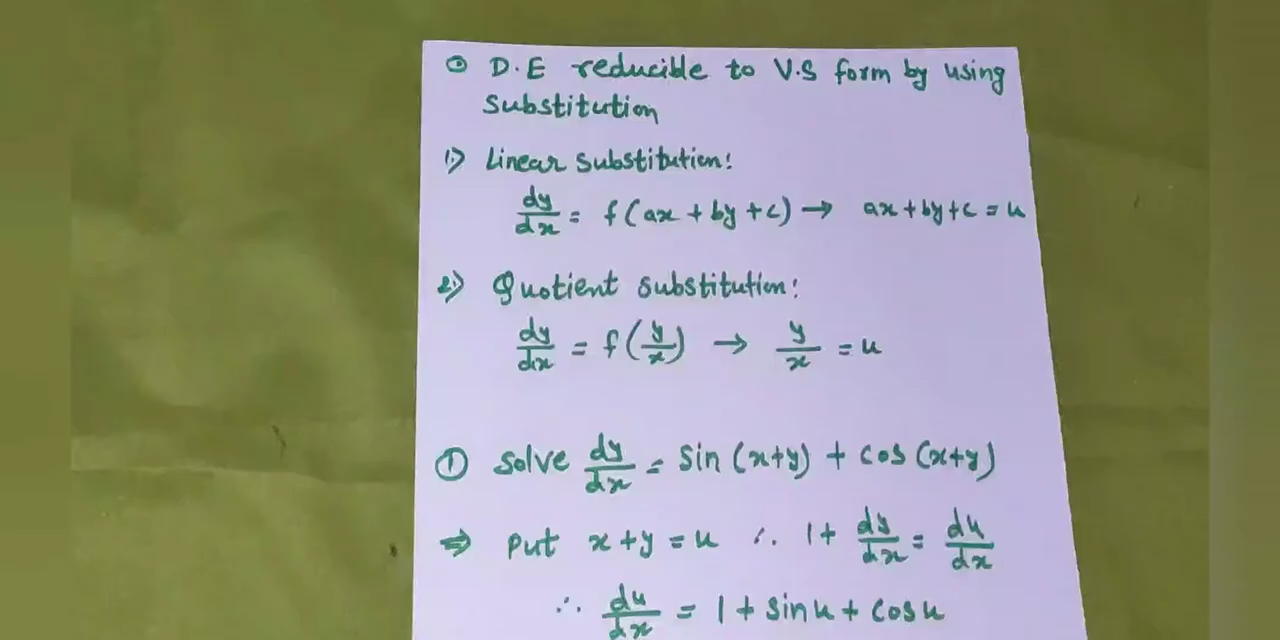 ⊙ D.E reducible to V.S form by using
substitution
1.) Linear substitution:
dy/dx = f(ax + by + c) → ax + by + c = u
2.) Quotient substitution:
dy/dx = f(y/x) → y/x = u
① solve dy/dx = sin (x+y) + cos (x+y)
⇒ put x + y = u ∴ 1 + dy/dx = du/dx
∴ du/dx = 1 + sin u + cos u